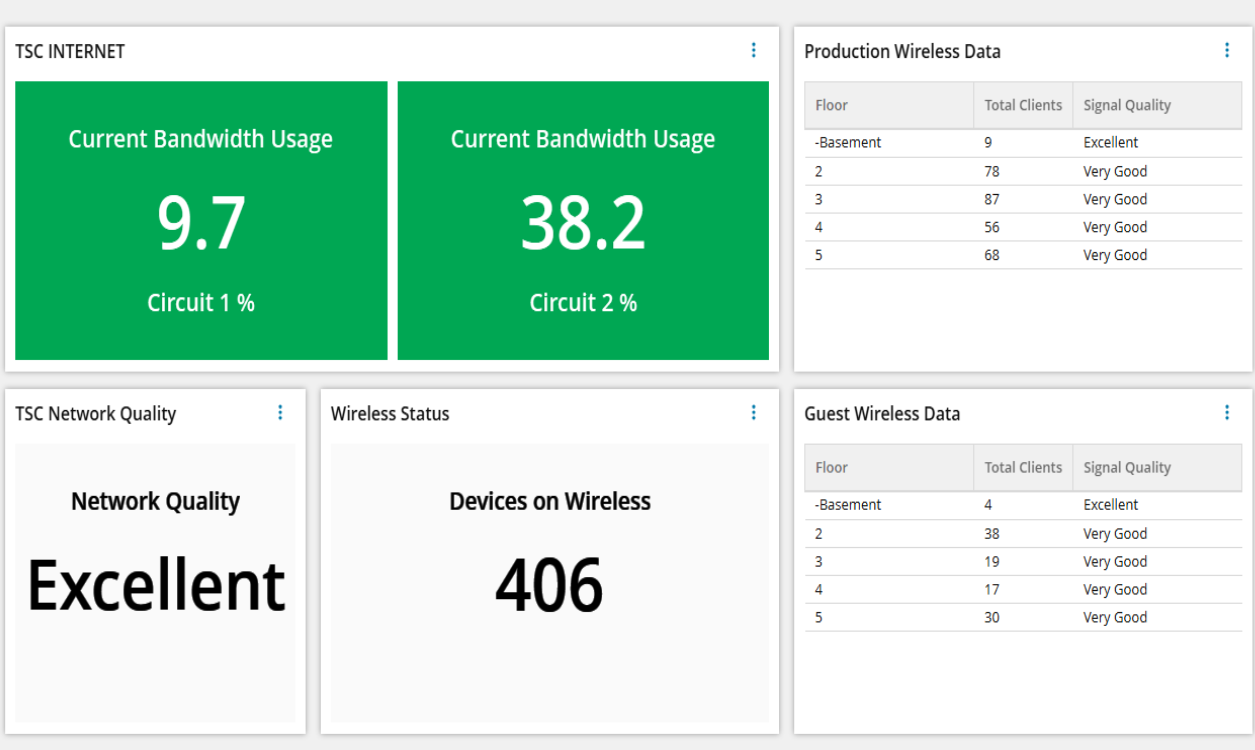 TSC INTERNET
Current Bandwidth Usage
9.7
Circuit 1 %
Current Bandwidth Usage
38.2
Circuit 2 %
Production Wireless Data
Floor Total Clients Signal Quality
-Basement 9 Excellent
2 78 Very Good
3 87 Very Good
4 56 Very Good
5 68 Very Good
TSC Network Quality
Network Quality
Excellent
Wireless Status
Devices on Wireless
406
Guest Wireless Data
Floor Total Clients Signal Quality
-Basement 4 Excellent
2 38 Very Good
3 19 Very Good
4 17 Very Good
5 30 Very Good